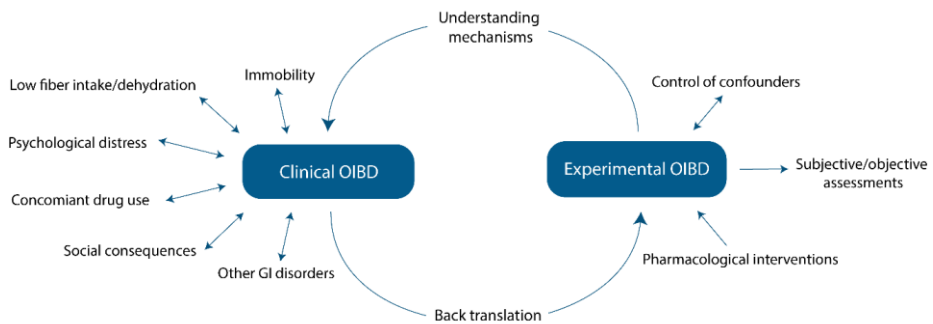 Understanding
mechanisms
Immobility
Low fiber intake/dehydration
Control of confounders
Psychological distress
Clinical OIBD
Experimental OIBD
Subjective/objective
assessments
Concomiant drug use
Social consequences
Other GI disorders
Pharmacological interventions
Back translation